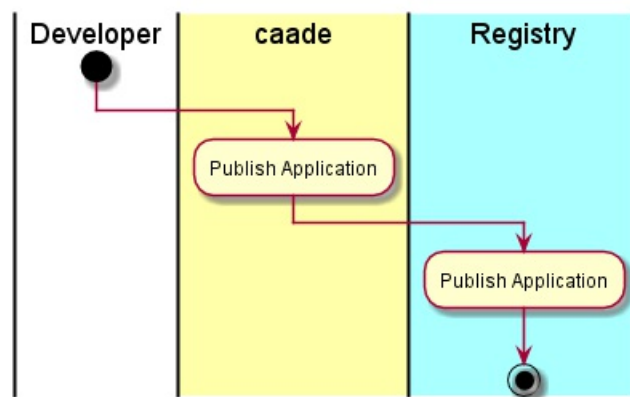 Developer
caade
Registry
Publish Application
Publish Application